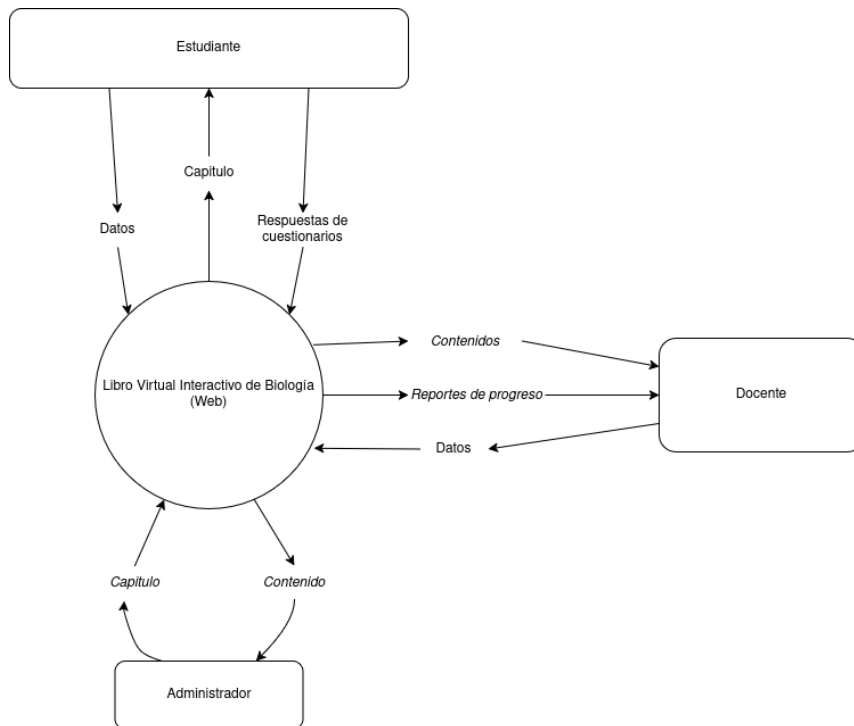 Estudiante
Capitulo
Datos
Respuestas de
cuestionarios
Contenidos
Libro Virtual Interactivo de Biología
(Web)
Reportes de progreso
Docente
Datos
Capítulo
Contenido
Administrador